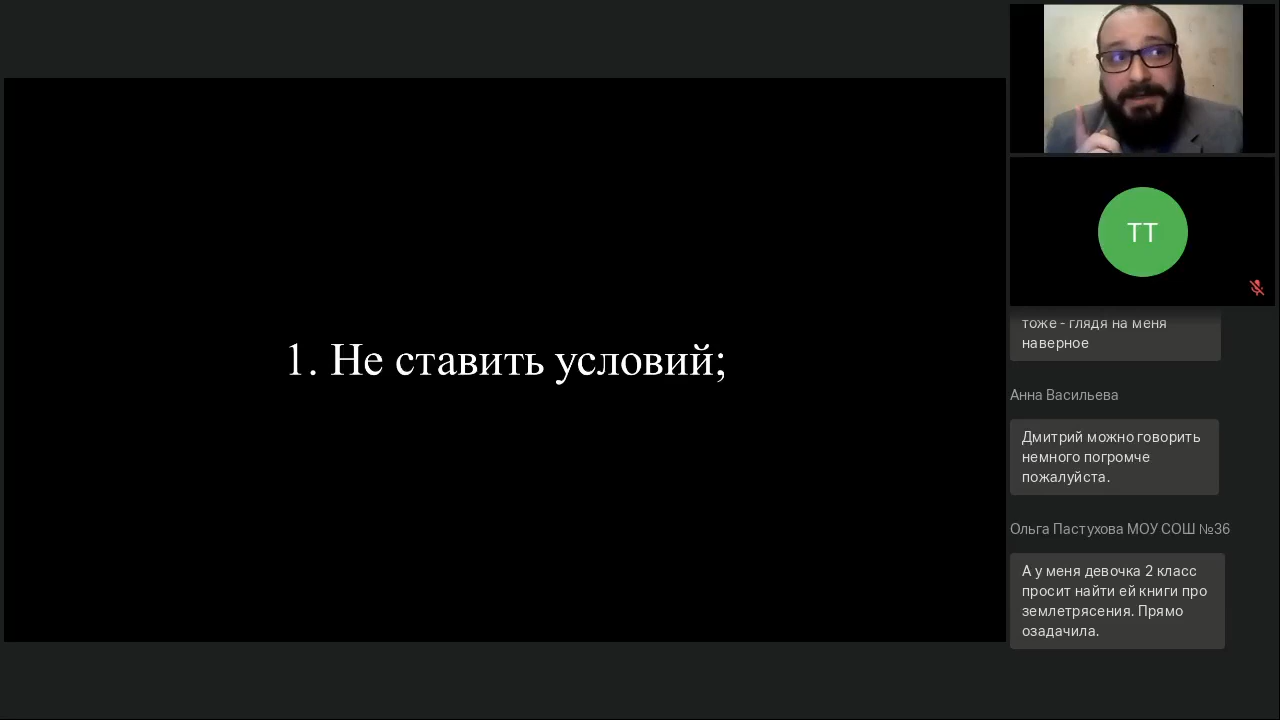 1. Не ставить условий;
ТТ
тоже - глядя на меня
наверное
Анна Васильева
Дмитрий можно говорить
немного погромче
пожалуйста.
Ольга Пастухова МОУ СОШ №36
А у меня девочка 2 класс
просит найти ей книги про
землетрясения. Прямо
озадачила.